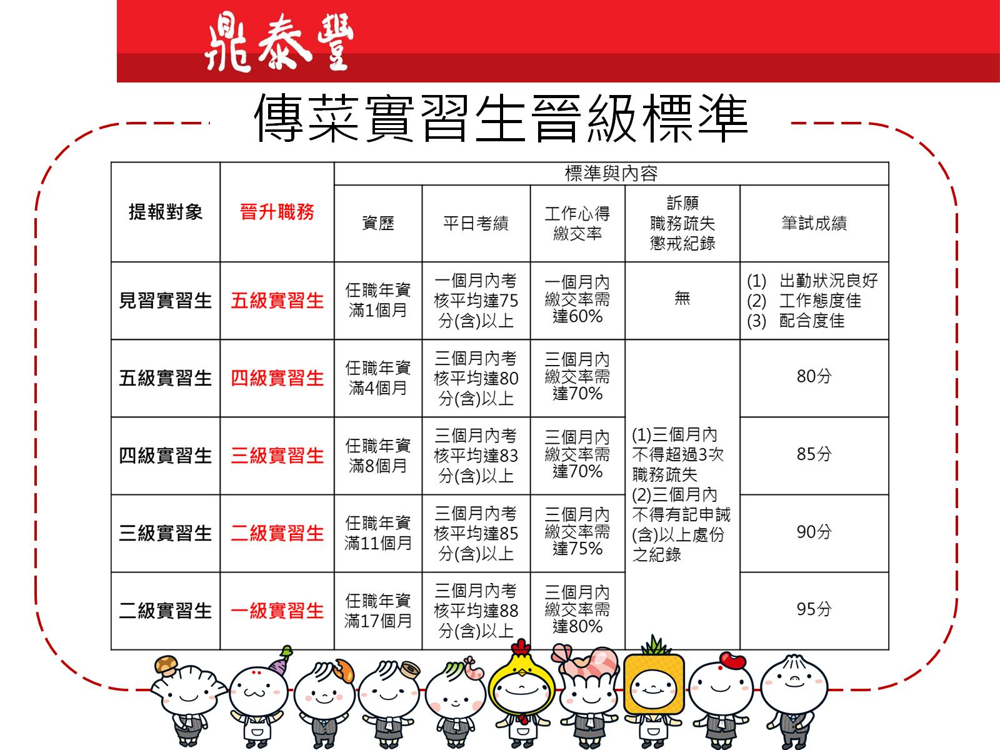 鼎泰豐
傳菜實習生晉級標準
提報對象
晉升職務
標準與內容
資歷
平日考績
工作心得
繳交率
訴願
職務疏失
懲戒紀錄
筆試成績
見習實習生
五級實習生
任職年資
滿1個月
一個月內考
核平均達75
分(含)以上
一個月內
繳交率需
達60%
無
(1) 出勤狀況良好
(2) 工作態度佳
(3) 配合度佳
五級實習生
四級實習生
任職年資
滿4個月
三個月內考
核平均達80
分(含)以上
三個月內
繳交率需
達70%
(1)三個月內
不得超過3次
職務疏失
(2)三個月內
不得有記申誡
(含)以上處份
之紀錄
80分
四級實習生
三級實習生
任職年資
滿8個月
三個月內考
核平均達83
分(含)以上
三個月內
繳交率需
達70%
85分
三級實習生
二級實習生
任職年資
滿11個月
三個月內考
核平均達85
分(含)以上
三個月內
繳交率需
達75%
90分
二級實習生
一級實習生
任職年資
滿17個月
三個月內考
核平均達88
分(含)以上
三個月內
繳交率需
達80%
95分